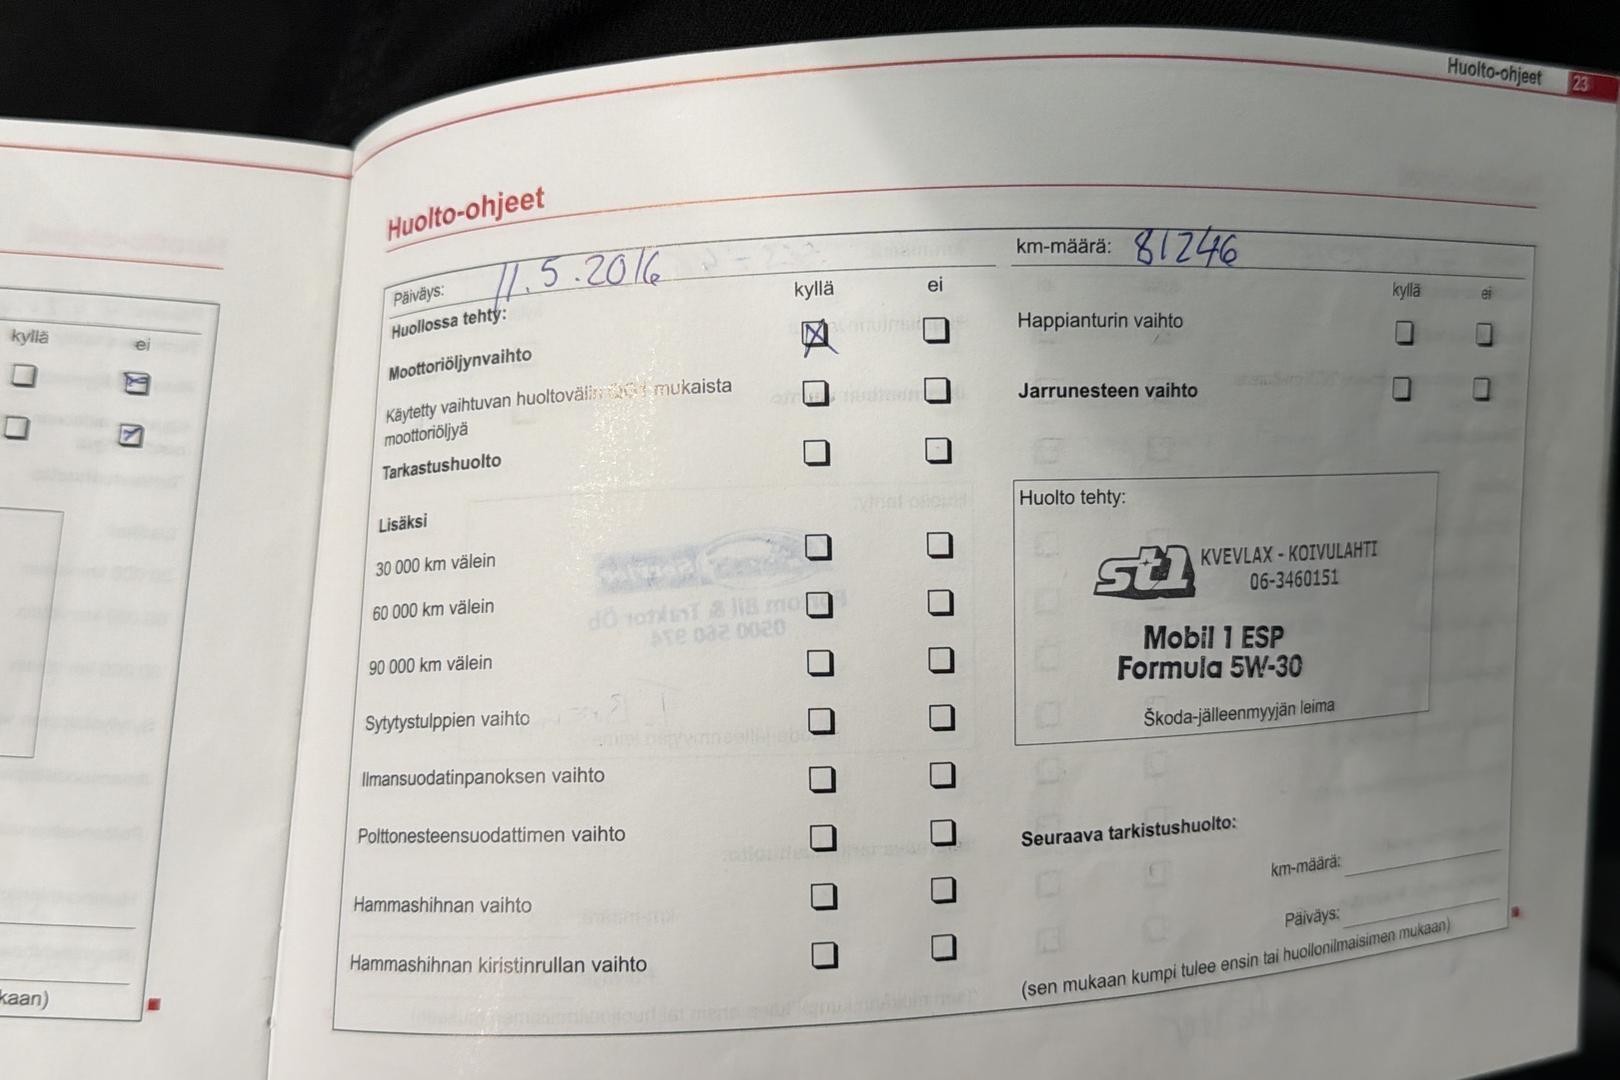 Huolto-ohjeet 23
kyllä ei
kaan)
Huolto-ohjeet
Päiväys: 11.5.2016
km-määrä: 81246
Huollossa tehty: kyllä ei
kyllä ei
Moottoriöljynvaihto
Käytetty vaihtuvan huoltovälin QG1 mukaista
moottoriöljyä
Tarkastushuolto
Lisäksi
30 000 km välein
60 000 km välein
90 000 km välein
Sytytystulppien vaihto
Ilmansuodatinpanoksen vaihto
Polttonesteensuodattimen vaihto
Hammashihnan vaihto
Hammashihnan kiristinrullan vaihto
Happianturin vaihto
Jarrunesteen vaihto
Huolto tehty:
st1 KVEVLAX - KOIVULAHTI
06-3460151
Mobil 1 ESP
Formula 5W-30
Škoda-jälleenmyyjän leima
Seuraava tarkistushuolto:
km-määrä:
Päiväys:
(sen mukaan kumpi tulee ensin tai huollonilmaisimen mukaan)